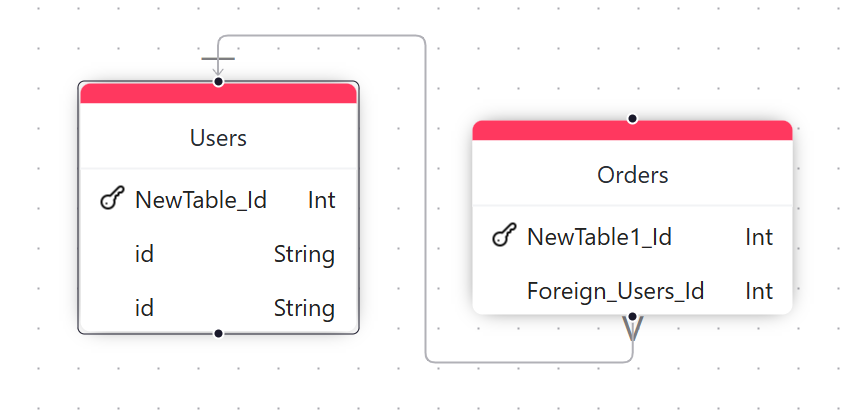 Users
NewTable_Id Int
id String
id String
Orders
NewTable1_Id Int
Foreign_Users_Id Int